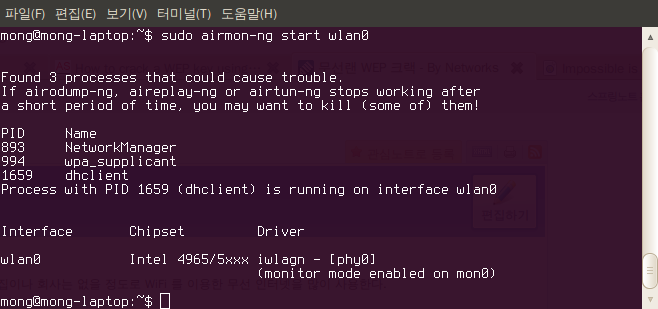 파일(F) 편집(E) 보기(V) 터미널(T) 도움말(H)
mong@mong-laptop:~$ sudo airmon-ng start wlan0
Found 3 processes that could cause trouble.
If airodump-ng, aireplay-ng or airtun-ng stops working after
a short period of time, you may want to kill (some of) them!
PID Name
893 NetworkManager
994 wpa_supplicant
1659 dhclient
Process with PID 1659 (dhclient) is running on interface wlan0
Interface Chipset Driver
wlan0 Intel 4965/5xxx iwlagn - [phy0]
(monitor mode enabled on mon0)
mong@mong-laptop:~$